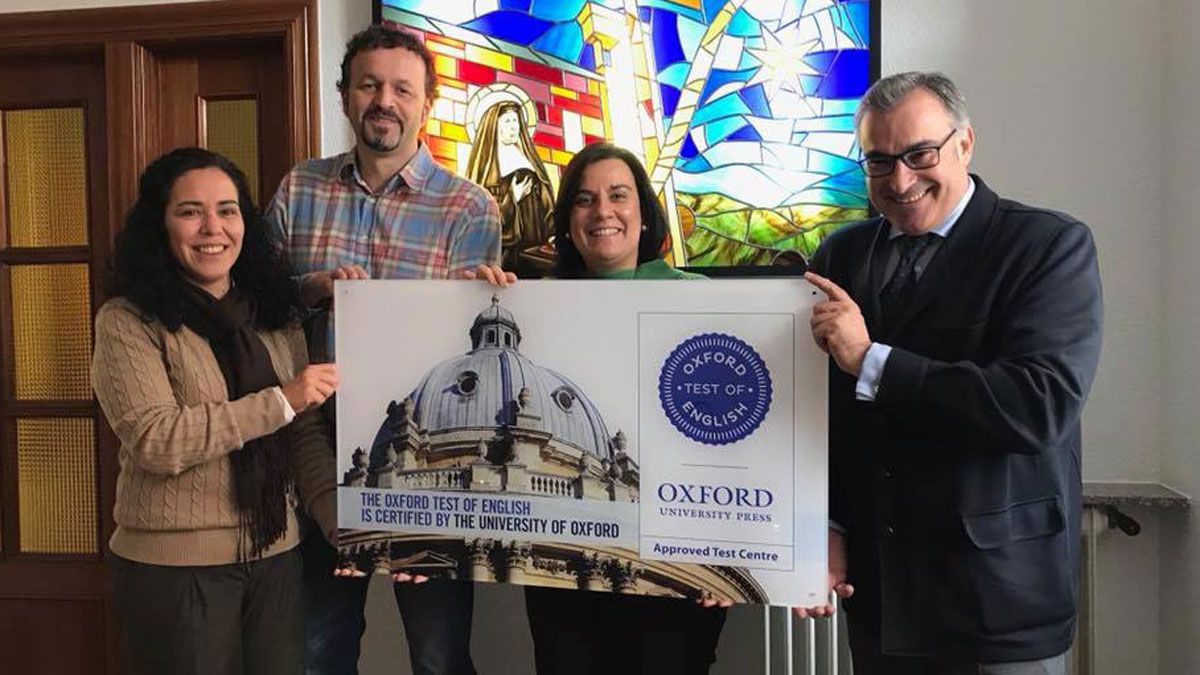 OXFORD
TEST OF
ENGLISH
OXFORD
UNIVERSITY PRESS
Approved Test Centre
THE OXFORD TEST OF ENGLISH
IS CERTIFIED BY THE UNIVERSITY OF OXFORD